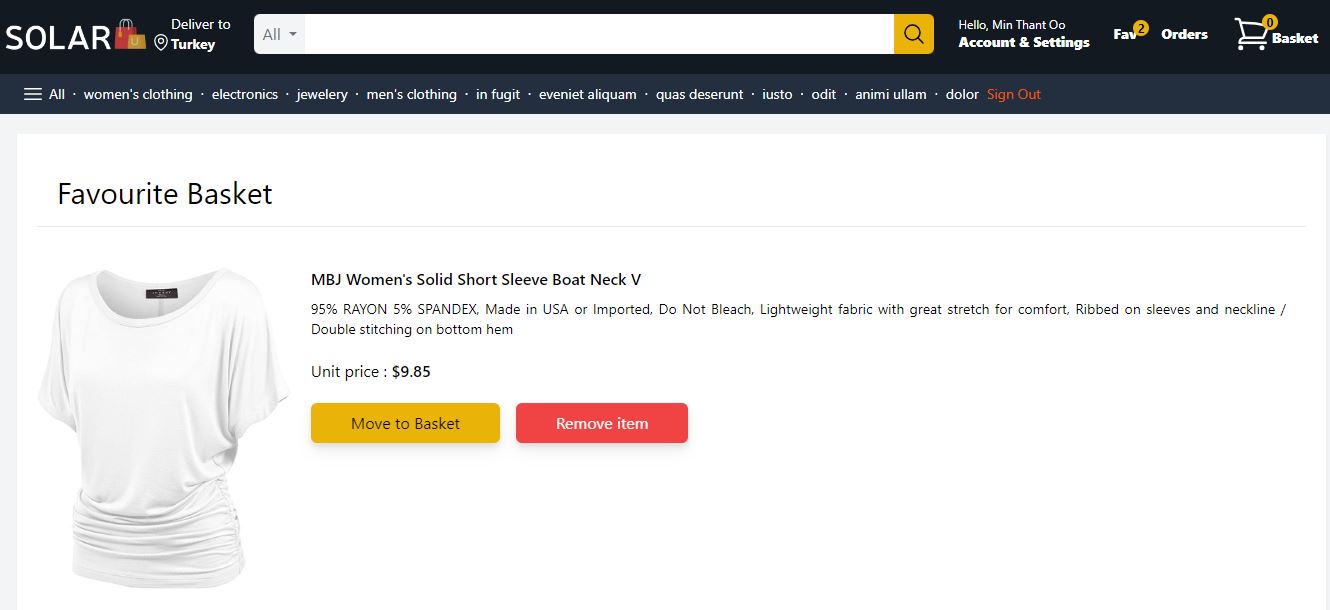 SOLAR
U
Deliver to
Turkey
All
Hello, Min Thant Oo
Account & Settings
Fav 2
Orders
0
Basket
All · women's clothing · electronics · jewelery · men's clothing · in fugit · eveniet aliquam · quas deserunt · iusto · odit · animi ullam · dolor Sign Out
Favourite Basket
MBJ Women's Solid Short Sleeve Boat Neck V
95% RAYON 5% SPANDEX, Made in USA or Imported, Do Not Bleach, Lightweight fabric with great stretch for comfort, Ribbed on sleeves and neckline /
Double stitching on bottom hem
Unit price : $9.85
Move to Basket
Remove item